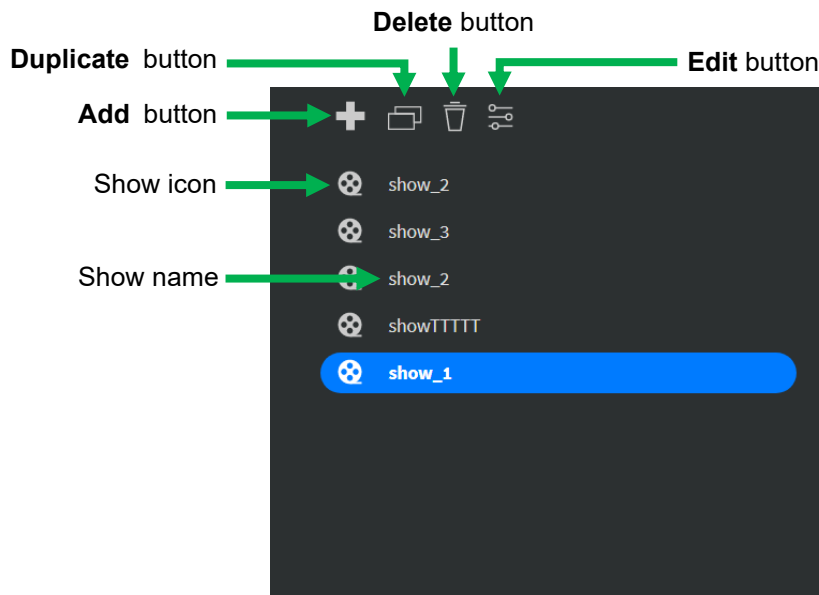 Delete button
Duplicate button
Edit button
Add button
Show icon
show_2
show_3
Show name
show_2
showTTTTT
show_1